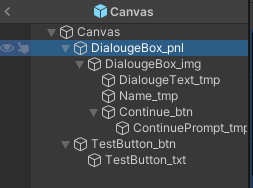 Canvas
Canvas
DialougeBox_pnl
DialougeBox_img
DialougeText_tmp
Name_tmp
Continue_btn
ContinuePrompt_tmp
TestButton_btn
TestButton_txt